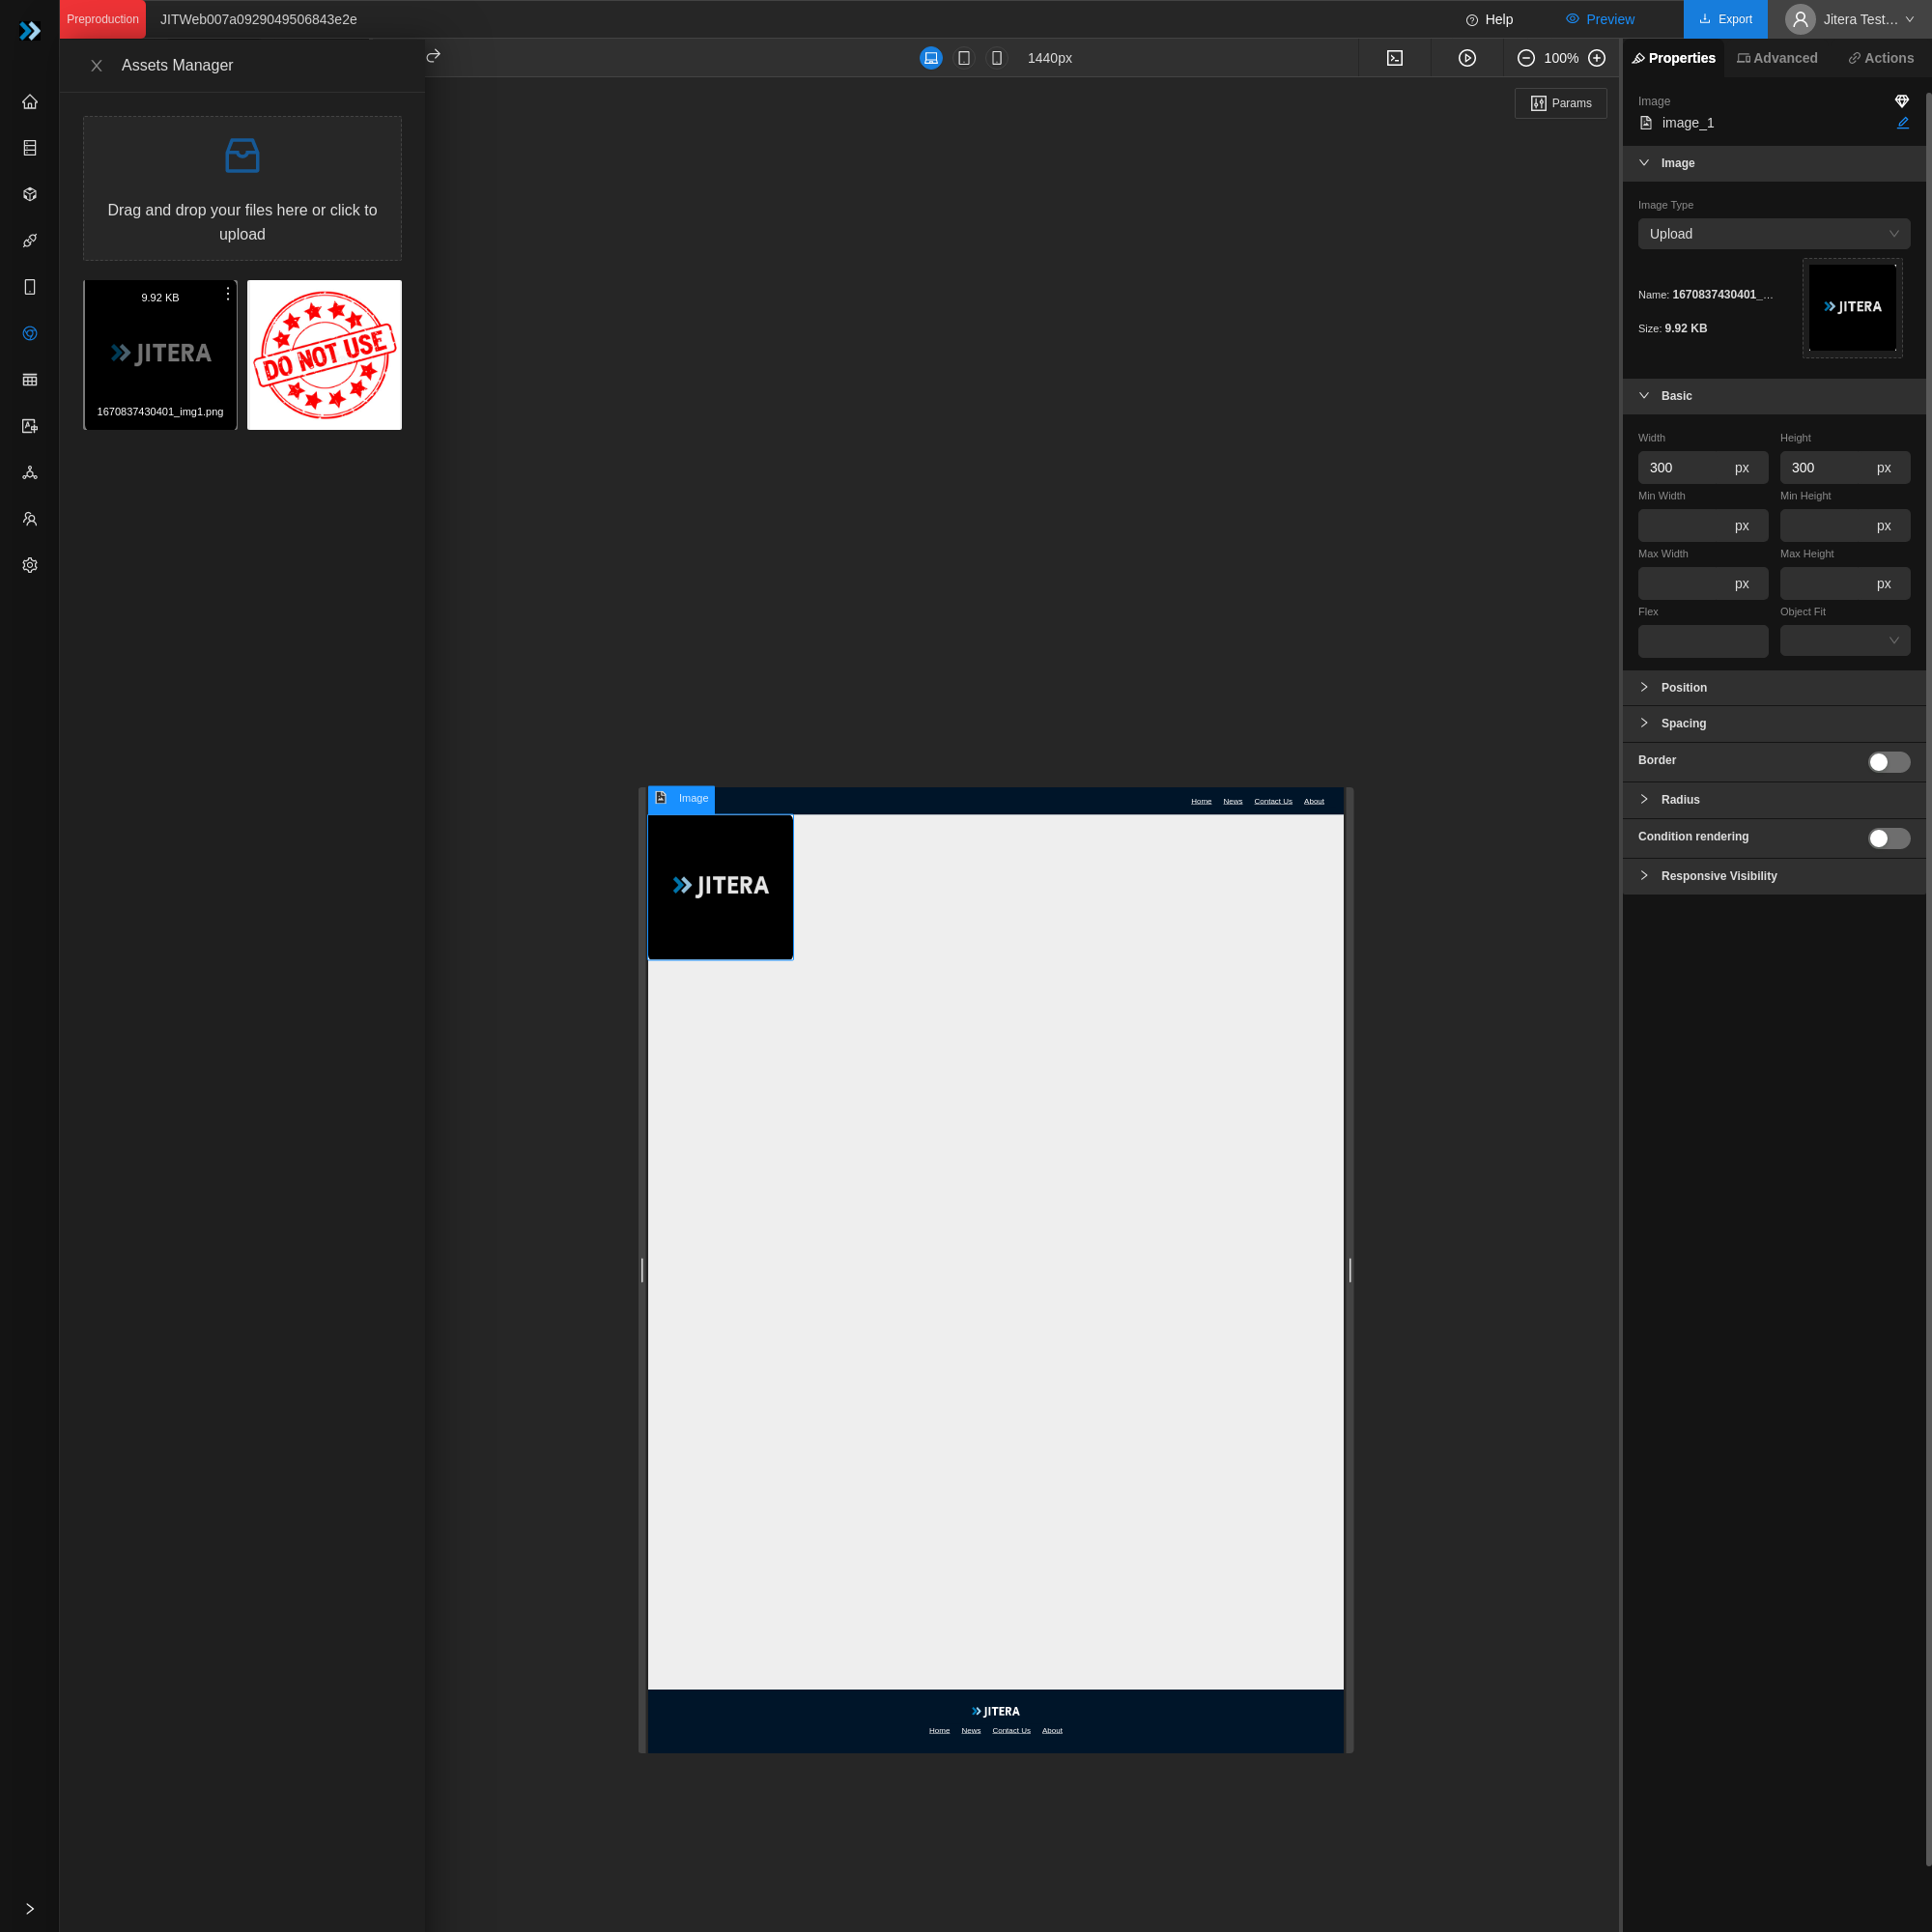 Preproduction
JITWeb007a0929049506843e2e
Help
Preview
Export
Jitera Test…
Assets Manager
1440px
100%
Properties
Advanced
Actions
Params
Drag and drop your files here or click to
upload
9.92 KB
JITERA
1670837430401_img1.png
DO NOT USE
Image
image_1
Image
Image Type
Upload
Name: 1670837430401_…
Size: 9.92 KB
JITERA
Basic
Width
Height
300 px
300 px
Min Width
Min Height
px
px
Max Width
Max Height
px
px
Flex
Object Fit
Position
Spacing
Border
Radius
Condition rendering
Responsive Visibility
Image
Home News Contact Us About
JITERA
JITERA
Home News Contact Us About